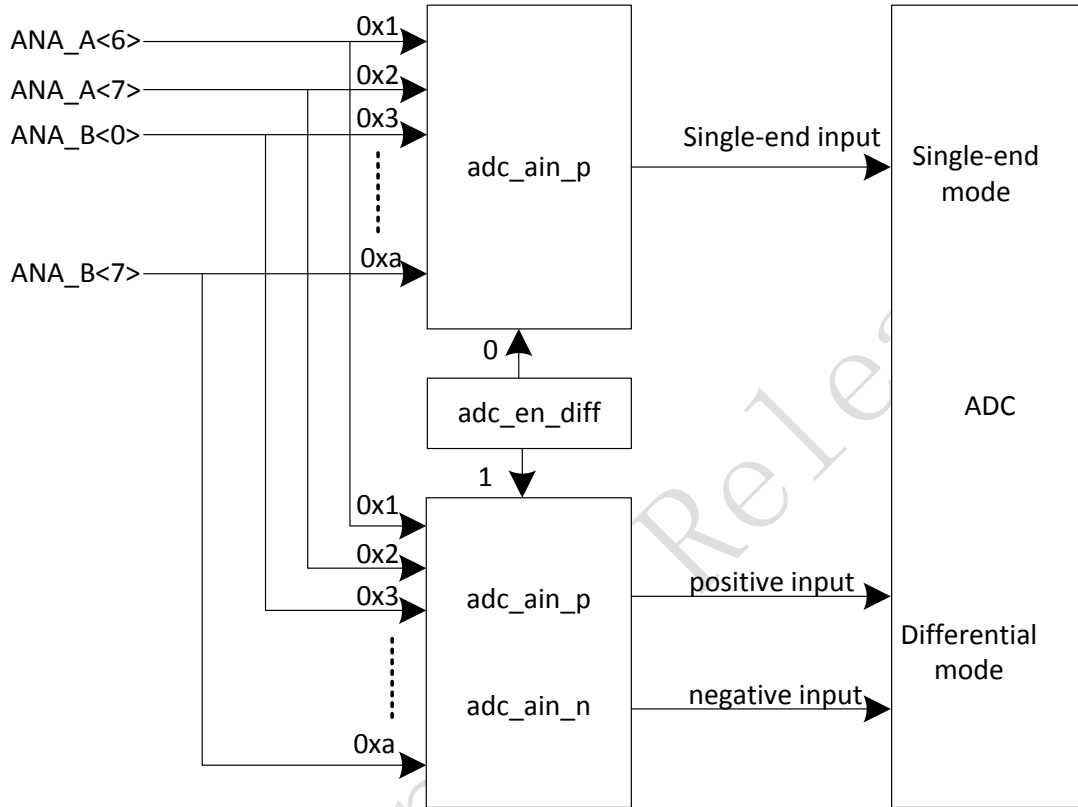 ANA_A<6>
0x1
ANA_A<7>
0x2
ANA_B<0>
0x3
adc_ain_p
Single-end input
Single-end
mode
ANA_B<7>
0xa
0
adc_en_diff
ADC
1
0x1
0x2
0x3
adc_ain_p
positive input
Differential
mode
adc_ain_n
negative input
0xa